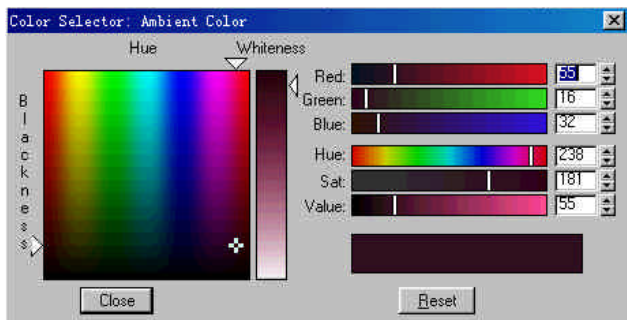 Color Selector: Ambient Color
Hue
Whiteness
Blackness
Red: 55
Green: 16
Blue: 32
Hue: 238
Sat: 181
Value: 55
Close
Reset